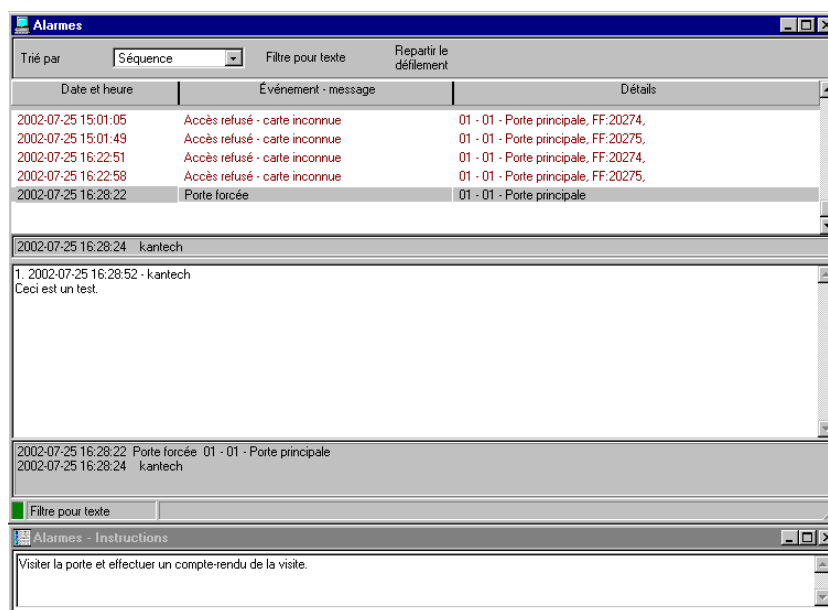 Alarmes
Trié par Séquence Filtre pour texte Repartir le défilement
Date et heure Événement - message Détails
2002-07-25 15:01:05 Accès refusé - carte inconnue 01 - 01 - Porte principale, FF:20274,
2002-07-25 15:01:49 Accès refusé - carte inconnue 01 - 01 - Porte principale, FF:20275,
2002-07-25 16:22:51 Accès refusé - carte inconnue 01 - 01 - Porte principale, FF:20274,
2002-07-25 16:22:58 Accès refusé - carte inconnue 01 - 01 - Porte principale, FF:20275,
2002-07-25 16:28:22 Porte forcée 01 - 01 - Porte principale
2002-07-25 16:28:24 kantech
1. 2002-07-25 16:28:52 - kantech
Ceci est un test.
2002-07-25 16:28:22 Porte forcée 01 - 01 - Porte principale
2002-07-25 16:28:24 kantech
Filtre pour texte
Alarmes - Instructions
Visiter la porte et effectuer un compte-rendu de la visite.